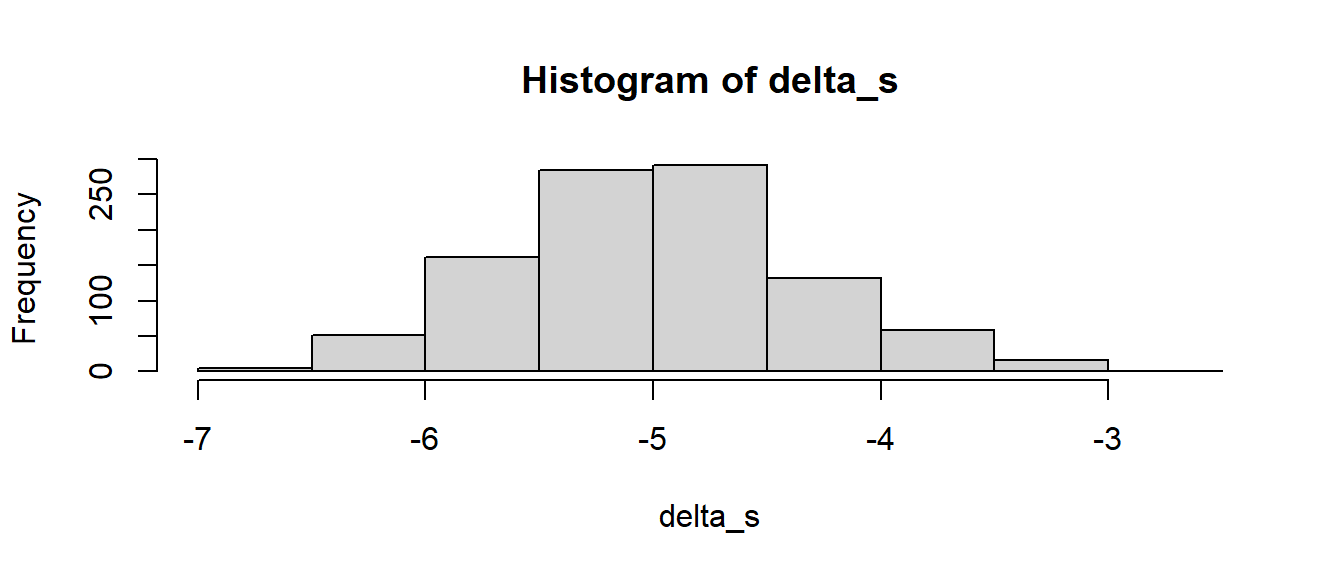 Histogram of delta_s
Frequency
250
100
0
-7 -6 -5 -4 -3
delta_s